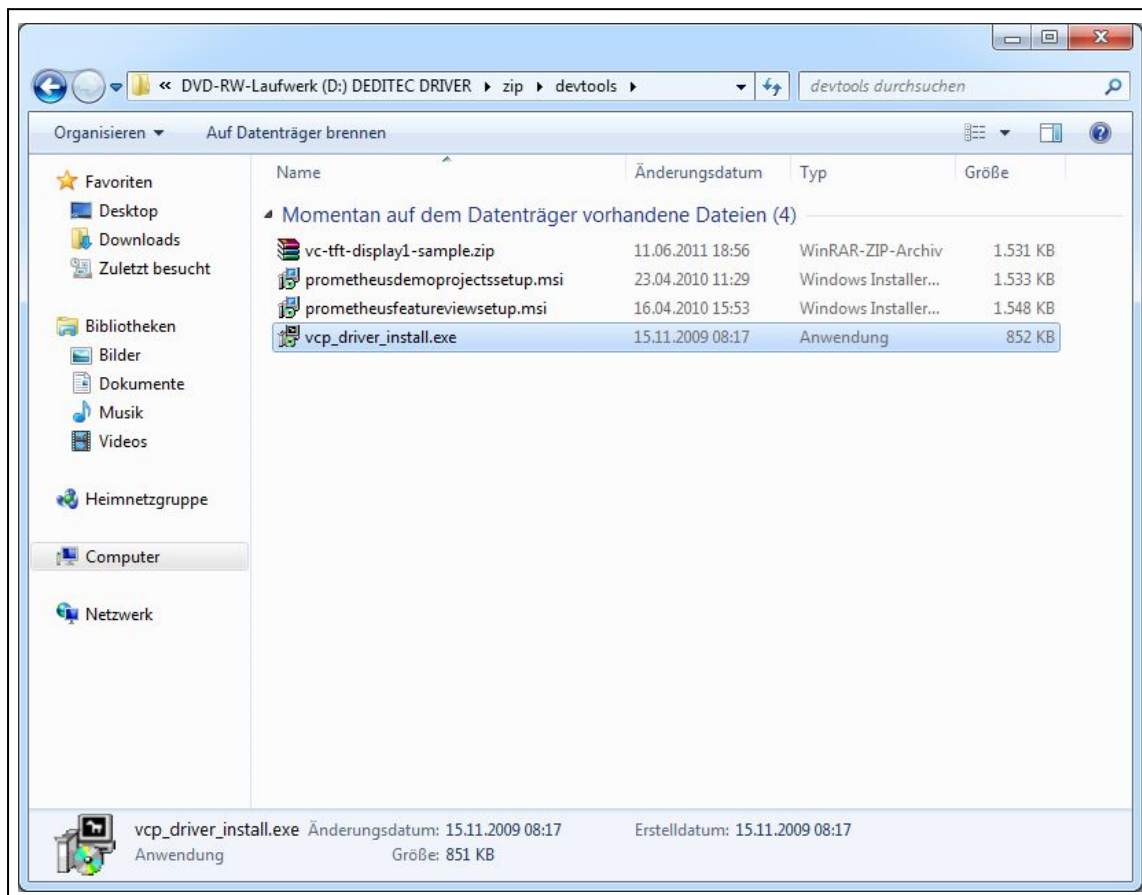 « DVD-RW-Laufwerk (D:) DEDITEC DRIVER ▸ zip ▸ devtools ▸ devtools durchsuchen
Organisieren Auf Datenträger brennen
Favoriten
Desktop
Downloads
Zuletzt besucht
Bibliotheken
Bilder
Dokumente
Musik
Videos
Heimnetzgruppe
Computer
Netzwerk
Name Änderungsdatum Typ Größe
Momentan auf dem Datenträger vorhandene Dateien (4)
vc-tft-display1-sample.zip 11.06.2011 18:56 WinRAR-ZIP-Archiv 1.531 KB
prometheusdemoprojectssetup.msi 23.04.2010 11:29 Windows Installer... 1.533 KB
prometheusfeatureviewsetup.msi 16.04.2010 15:53 Windows Installer... 1.548 KB
vcp_driver_install.exe 15.11.2009 08:17 Anwendung 852 KB
vcp_driver_install.exe Änderungsdatum: 15.11.2009 08:17 Erstelldatum: 15.11.2009 08:17
Anwendung Größe: 851 KB